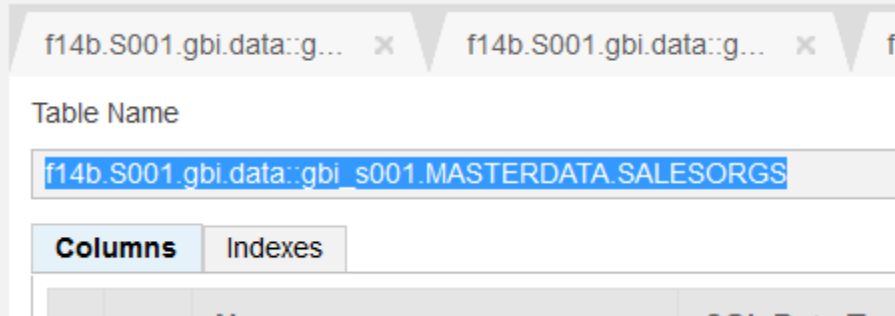 f14b.S001.gbi.data::g... × f14b.S001.gbi.data::g... ×
Table Name
f14b.S001.gbi.data::gbi_s001.MASTERDATA.SALESORGS
Columns Indexes